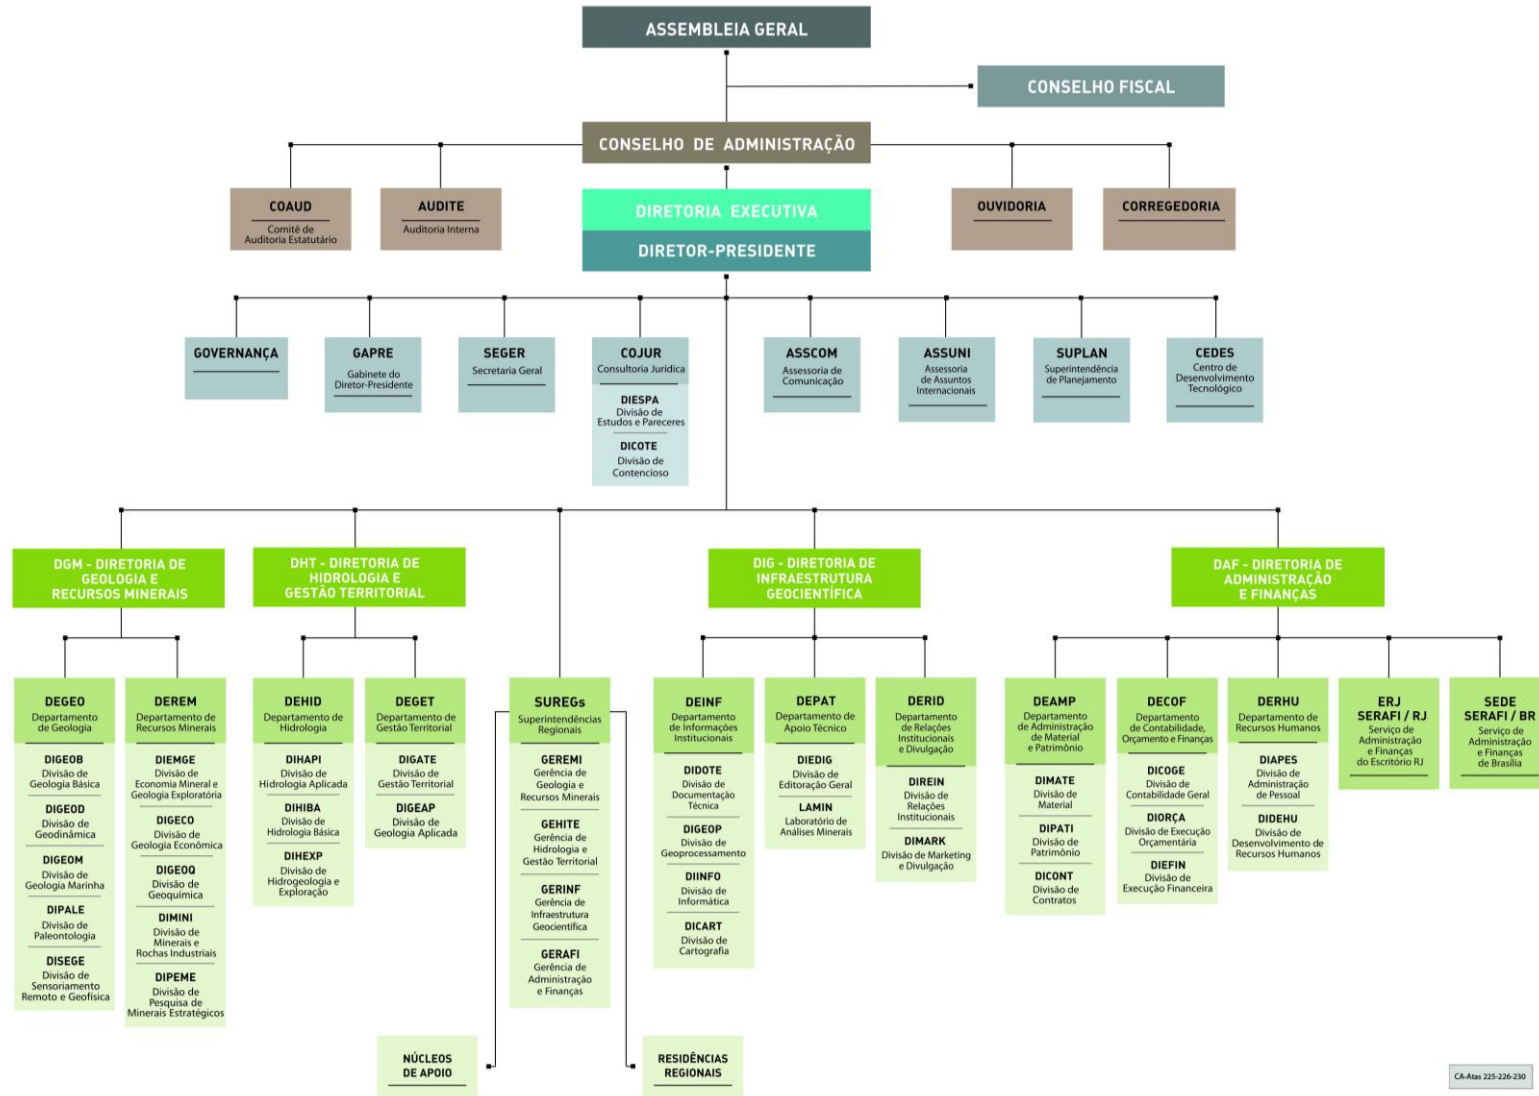 ASSEMBLEIA GERAL
CONSELHO FISCAL
CONSELHO DE ADMINISTRAÇÃO
COAUD
Comitê de
Auditoria Estatutário
AUDITE
Auditoria Interna
DIRETORIA EXECUTIVA
DIRETOR-PRESIDENTE
OUVIDORIA
CORREGEDORIA
GOVERNANÇA
GAPRE
Gabinete do
Diretor-Presidente
SEGER
Secretaria Geral
COJUR
Consultoria Jurídica
DIESPA
Divisão de
Estudos e Pareceres
DICOTE
Divisão de
Contencioso
ASSCOM
Assessoria de
Comunicação
ASSUNI
Assessoria
de Assuntos
Internacionais
SUPLAN
Superintendência
de Planejamento
CEDES
Centro de
Desenvolvimento
Tecnológico
DGM - DIRETORIA DE
GEOLOGIA E
RECURSOS MINERAIS
DHT - DIRETORIA DE
HIDROLOGIA E
GESTÃO TERRITORIAL
DIG - DIRETORIA DE
INFRAESTRUTURA
GEOCIENTÍFICA
DAF - DIRETORIA DE
ADMINISTRAÇÃO
E FINANÇAS
DEGEO
Departamento
de Geologia
DIGEOB
Divisão de
Geologia Básica
DIGEOD
Divisão de
Geodinâmica
DIGEOM
Divisão de
Geologia Marinha
DIPALE
Divisão de
Paleontologia
DISEGE
Divisão de
Sensoriamento
Remoto e Geofísica
DEREM
Departamento de
Recursos Minerais
DIEMGE
Divisão de
Economia Mineral e
Geologia Exploratória
DIGECO
Divisão de
Geologia Econômica
DIGEOQ
Divisão de
Geoquímica
DIMINI
Divisão de
Minerais e
Rochas Industriais
DIPEME
Divisão de
Pesquisa de
Minerais Estratégicos
DEHID
Departamento de
Hidrologia
DIHAPI
Divisão de
Hidrologia Aplicada
DIHIBA
Divisão de
Hidrologia Básica
DIHEXP
Divisão de
Hidrogeologia e
Exploração
DEGET
Departamento de
Gestão Territorial
DIGATE
Divisão de
Gestão Territorial
DIGEAP
Divisão de
Geologia Aplicada
SUREGs
Superintendências
Regionais
GEREMI
Gerência de
Geologia e
Recursos Minerais
GEHITE
Gerência de
Hidrologia e
Gestão Territorial
GERINF
Gerência de
Infraestrutura
Geocientífica
GERAFI
Gerência de
Administração
e Finanças
NÚCLEOS
DE APOIO
RESIDÊNCIAS
REGIONAIS
DEINF
Departamento
de Informações
Institucionais
DIDOTE
Divisão de
Documentação
Técnica
DIGEOP
Divisão de
Geoprocessamento
DIINFO
Divisão de
Informática
DICART
Divisão de
Cartografia
DEPAT
Departamento de
Apoio Técnico
DIEDIG
Divisão de
Editoração Geral
LAMIN
Laboratório de
Análises Minerais
DERID
Departamento
de Relações
Institucionais
e Divulgação
DIREIN
Divisão de
Relações
Institucionais
DIMARK
Divisão de Marketing
e Divulgação
DEAMP
Departamento
de Administração
de Material
e Patrimônio
DIMATE
Divisão de
Material
DIPATI
Divisão de
Patrimônio
DICONT
Divisão de
Contratos
DECOF
Departamento
de Contabilidade,
Orçamento e Finanças
DICOGE
Divisão de
Contabilidade Geral
DIORÇA
Divisão de Execução
Orçamentária
DIEFIN
Divisão de
Execução Financeira
DERHU
Departamento de
Recursos Humanos
DIAPES
Divisão de
Administração
de Pessoal
DIDEHU
Divisão de
Desenvolvimento de
Recursos Humanos
ERJ
SERAFI / RJ
Serviço de
Administração
e Finanças
do Escritório RJ
SEDE
SERAFI / BR
Serviço de
Administração
e Finanças
de Brasília
CA-Atas 225-226-230